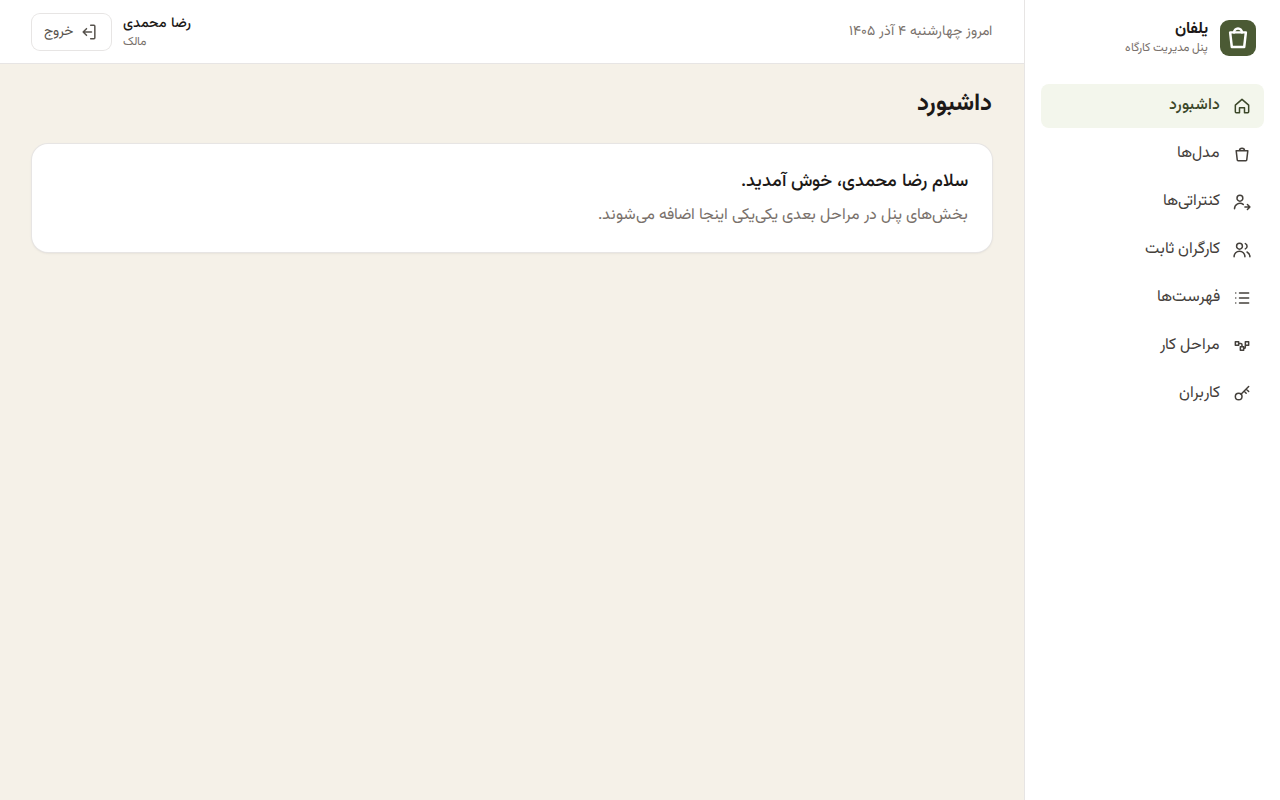 یلفان
پنل مدیریت کارگاه
داشبورد
مدل‌ها
کنتراتی‌ها
کارگران ثابت
فهرست‌ها
مراحل کار
کاربران
امروز چهارشنبه ۴ آذر ۱۴۰۵
رضا محمدی
مالک
خروج
داشبورد
سلام رضا محمدی، خوش آمدید.
بخش‌های پنل در مراحل بعدی یکی‌یکی اینجا اضافه می‌شوند.